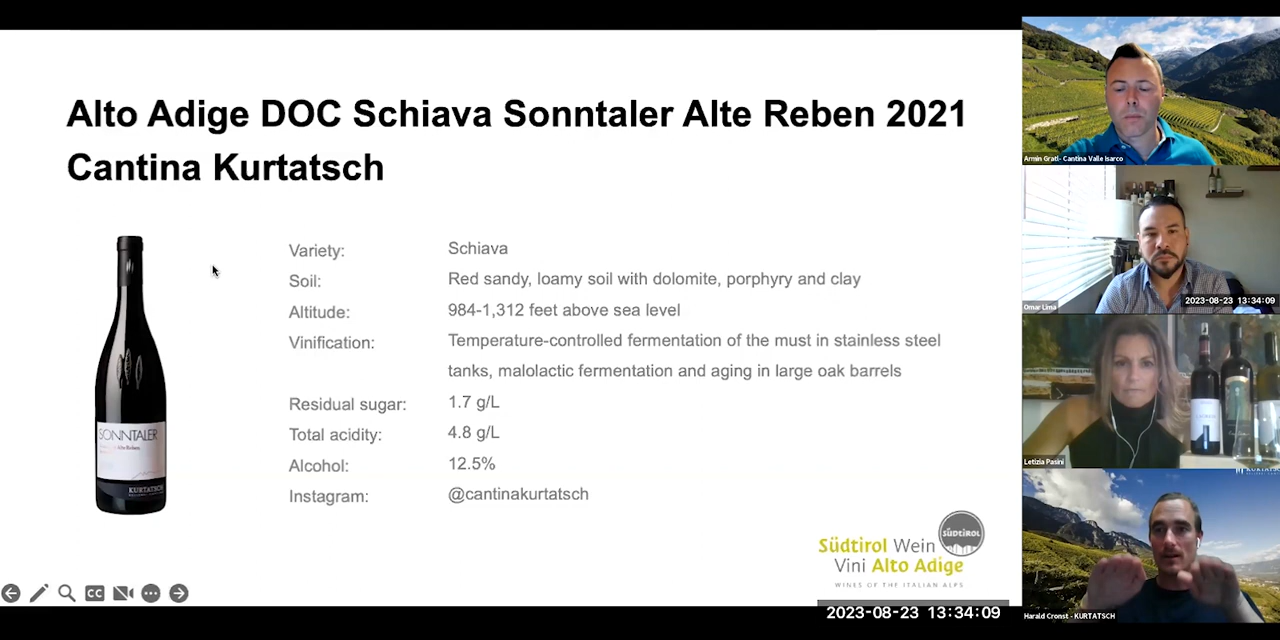 Alto Adige DOC Schiava Sonntaler Alte Reben 2021
Cantina Kurtatsch
Variety: Schiava
Soil: Red sandy, loamy soil with dolomite, porphyry and clay
Altitude: 984-1,312 feet above sea level
Vinification: Temperature-controlled fermentation of the must in stainless steel
tanks, malolactic fermentation and aging in large oak barrels
Residual sugar: 1.7 g/L
Total acidity: 4.8 g/L
Alcohol: 12.5%
Instagram: @cantinakurtatsch
SONNTALER
Alte Reben
KURTATSCH
SÜDTIROL
Südtirol Wein
Vini Alto Adige
WINES OF THE ITALIAN ALPS
CC
2023-08-23 13:34:09
Armin Gratl- Cantina Valle Isarco
Omar Lima
2023-08-23 13:34:09
Letizia Pasini
KURTATSCH
Harald Cronst - KURTATSCH